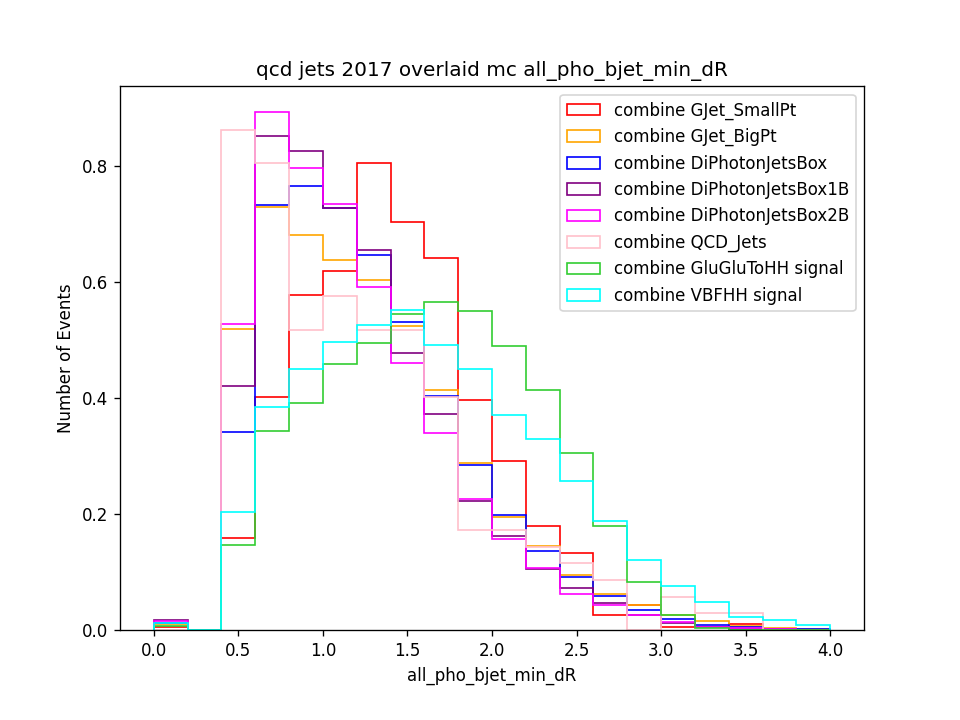 qcd jets 2017 overlaid mc all_pho_bjet_min_dR
combine GJet_SmallPt
combine GJet_BigPt
combine DiPhotonJetsBox
combine DiPhotonJetsBox1B
combine DiPhotonJetsBox2B
combine QCD_Jets
combine GluGluToHH signal
combine VBFHH signal
Number of Events
0.8
0.6
0.4
0.2
0.0
0.0 0.5 1.0 1.5 2.0 2.5 3.0 3.5 4.0
all_pho_bjet_min_dR